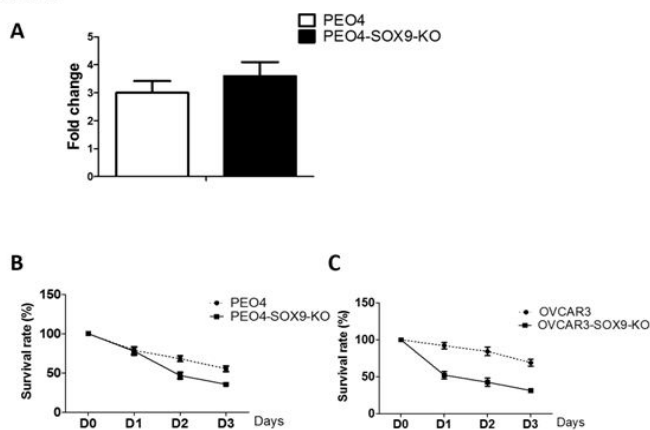 A
PEO4
PEO4-SOX9-KO
Fold change
5
4
3
2
1
0
B
PEO4
PEO4-SOX9-KO
Survival rate (%)
150
100
50
0
D0 D1 D2 D3 Days
C
OVCAR3
OVCAR3-SOX9-KO
Survival rate (%)
150
100
50
0
D0 D1 D2 D3 Days